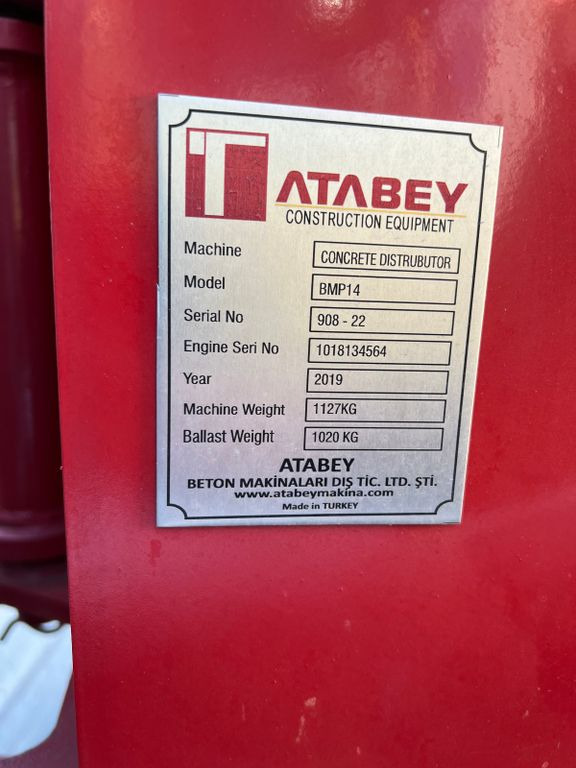 ATABEY
CONSTRUCTION EQUIPMENT
Machine CONCRETE DISTRUBUTOR
Model BMP14
Serial No 908 - 22
Engine Seri No 1018134564
Year 2019
Machine Weight 1127KG
Ballast Weight 1020 KG
ATABEY
BETON MAKİNALARI DIŞ TİC. LTD. ŞTİ.
www.atabeymakina.com
Made in TURKEY